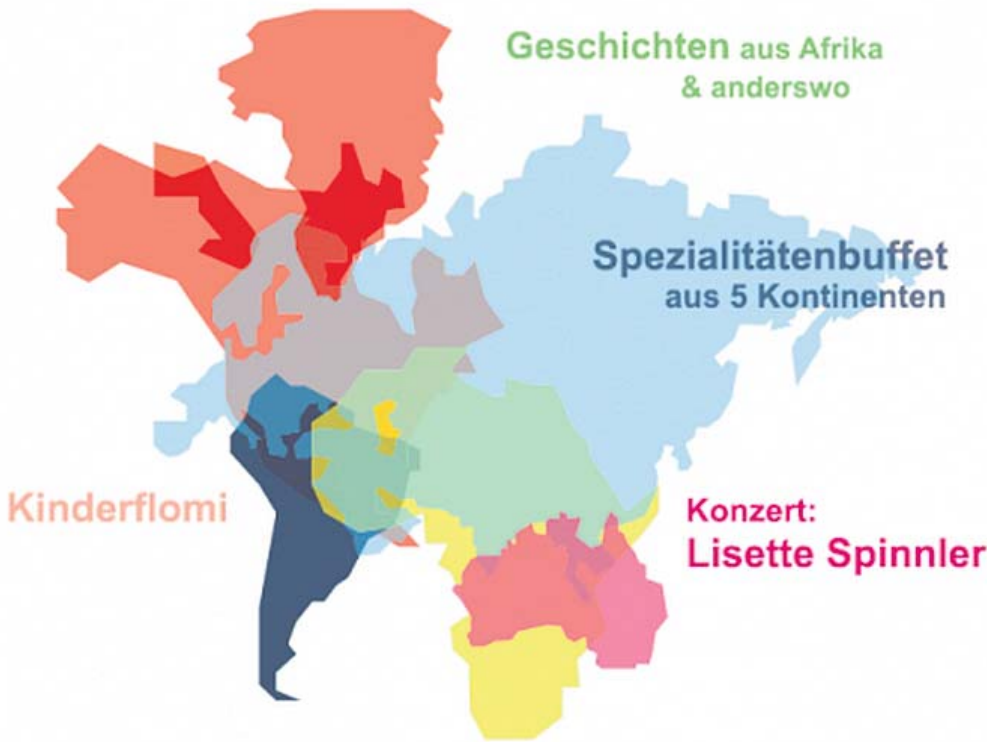 Geschichten aus Afrika
& anderswo
Spezialitätenbuffet
aus 5 Kontinenten
Kinderflomi
Konzert:
Lisette Spinnler